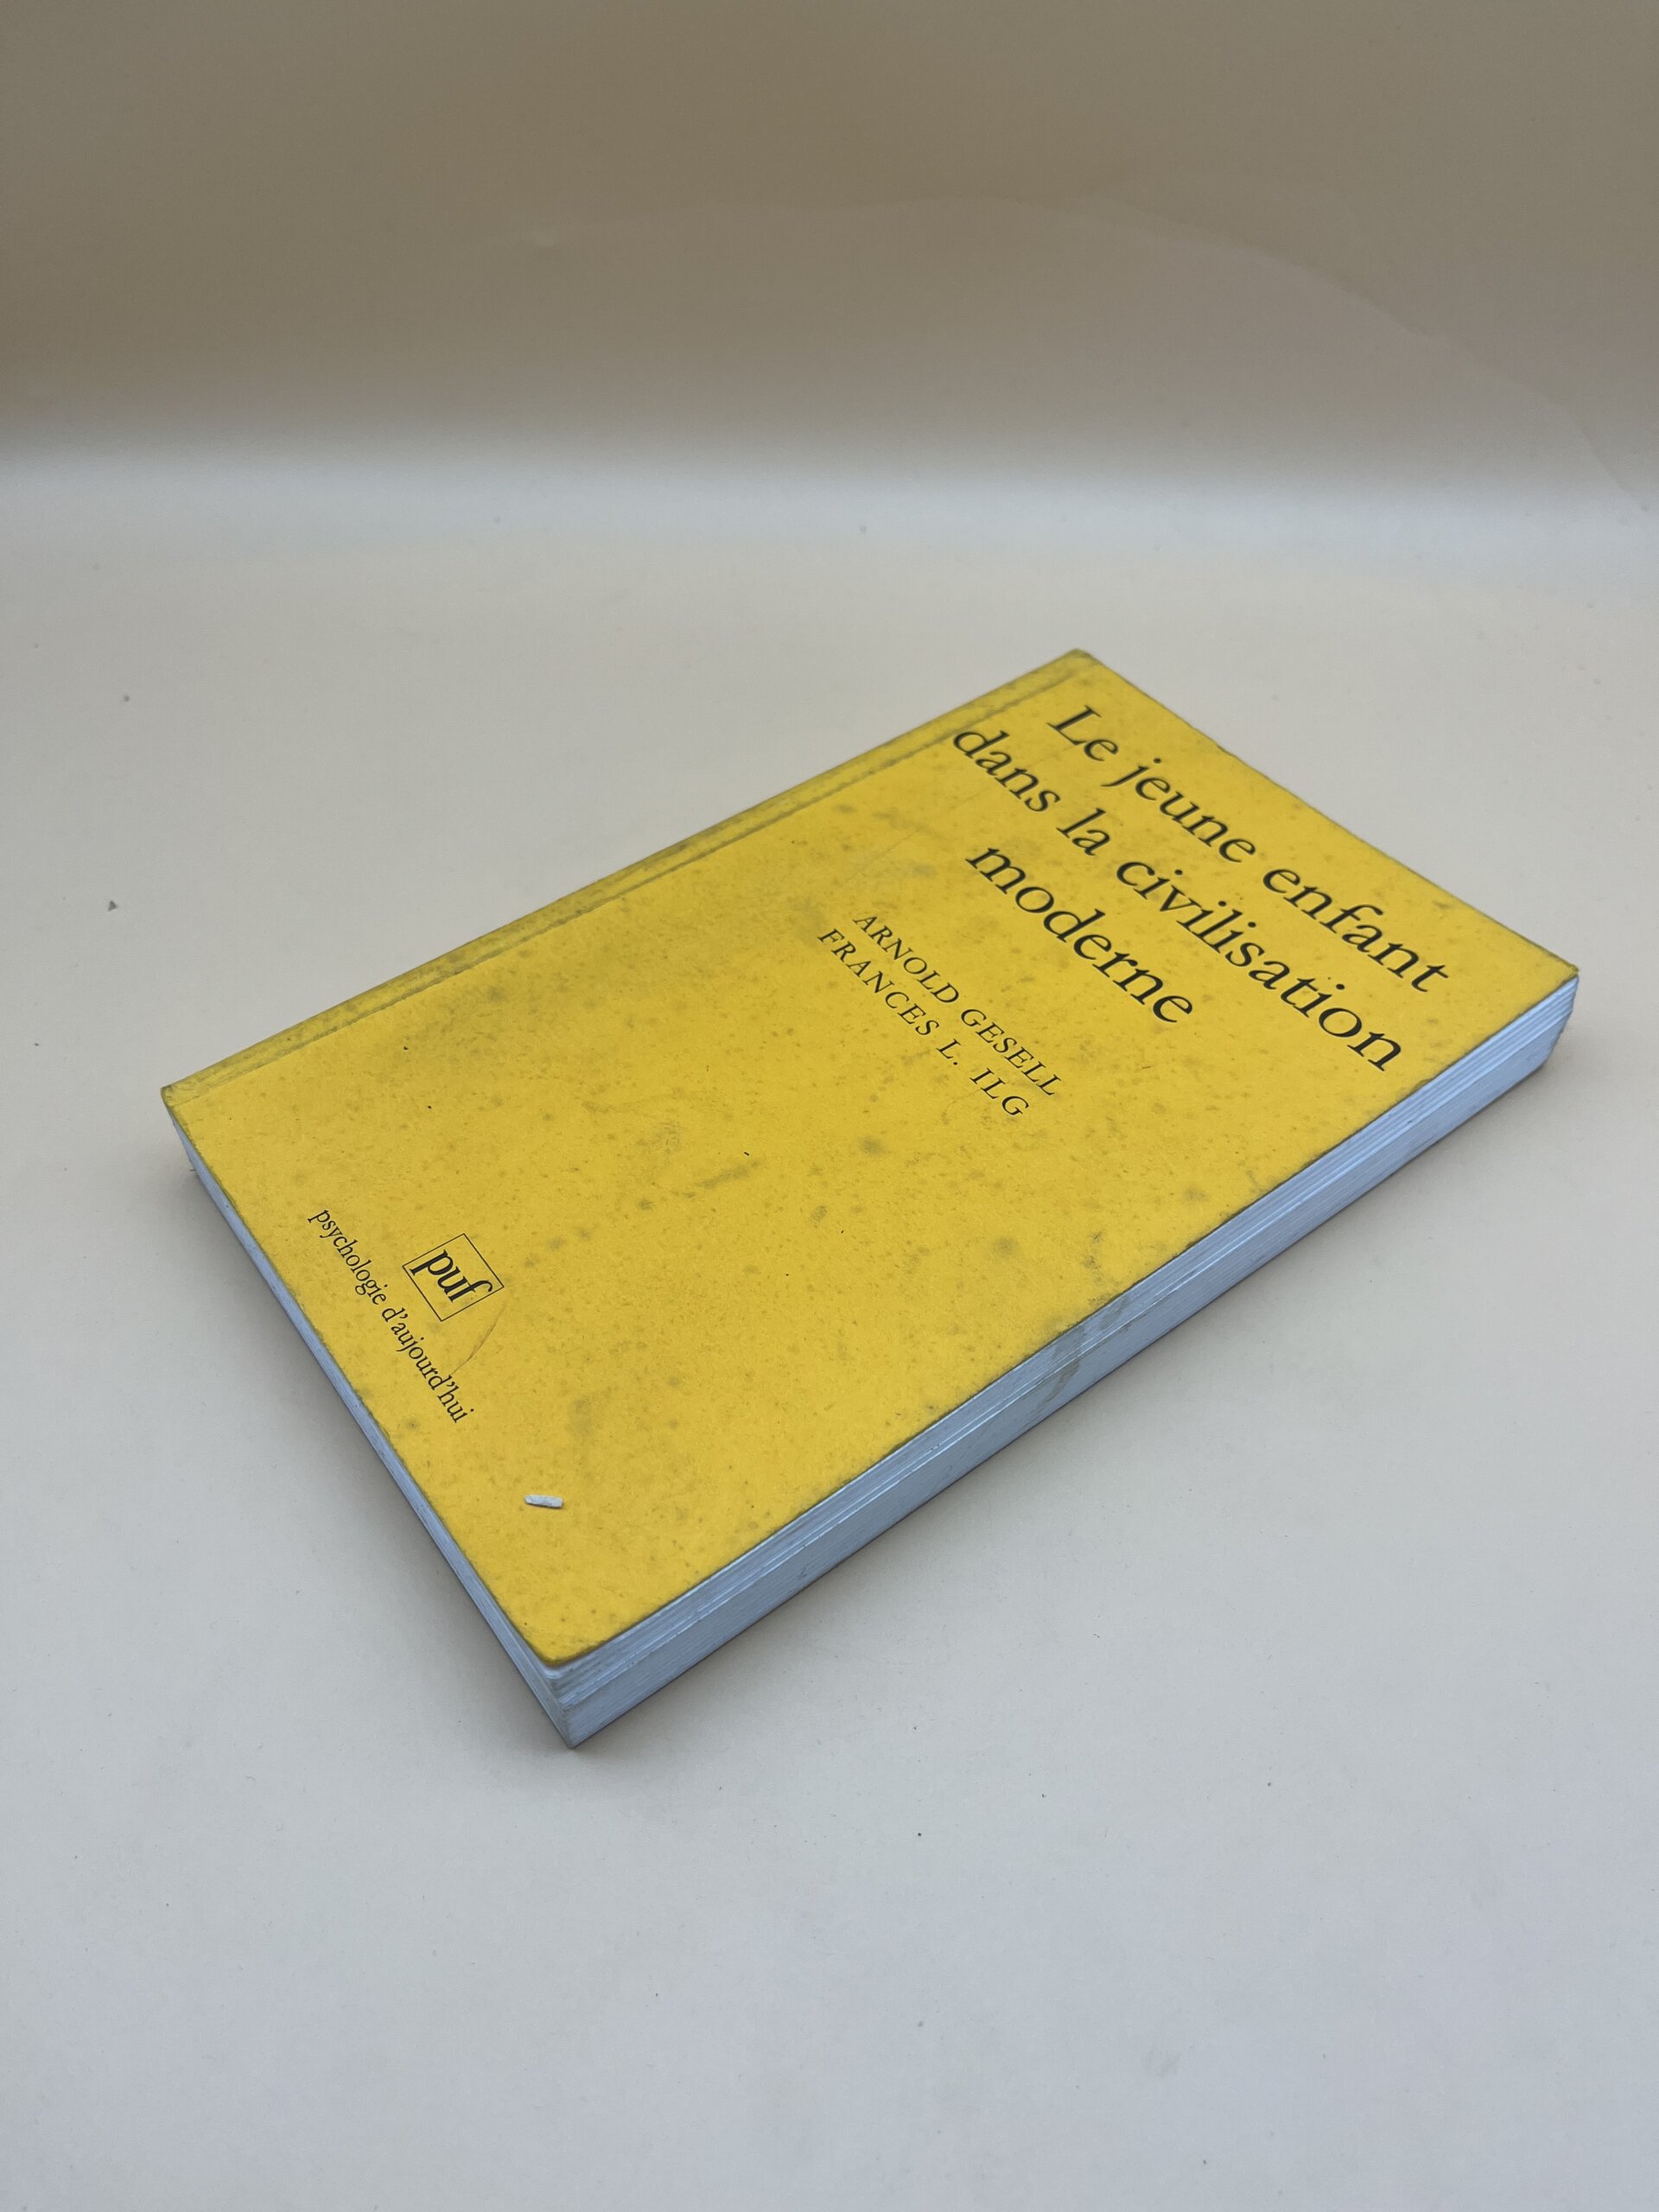 Le jeune enfant
dans la civilisation
moderne
ARNOLD GESELL
FRANCES L. ILG
puf
psychologie d'aujourd'hui